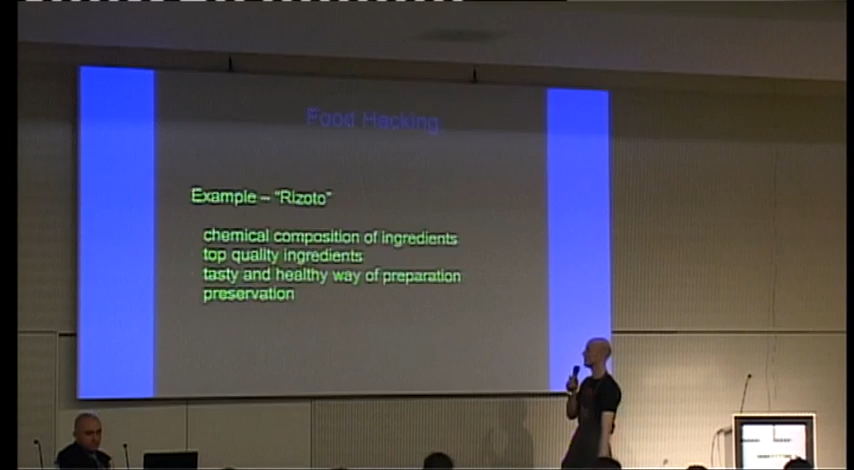 Food Hacking
Example – "Rizoto"
chemical composition of ingredients
top quality ingredients
tasty and healthy way of preparation
preservation